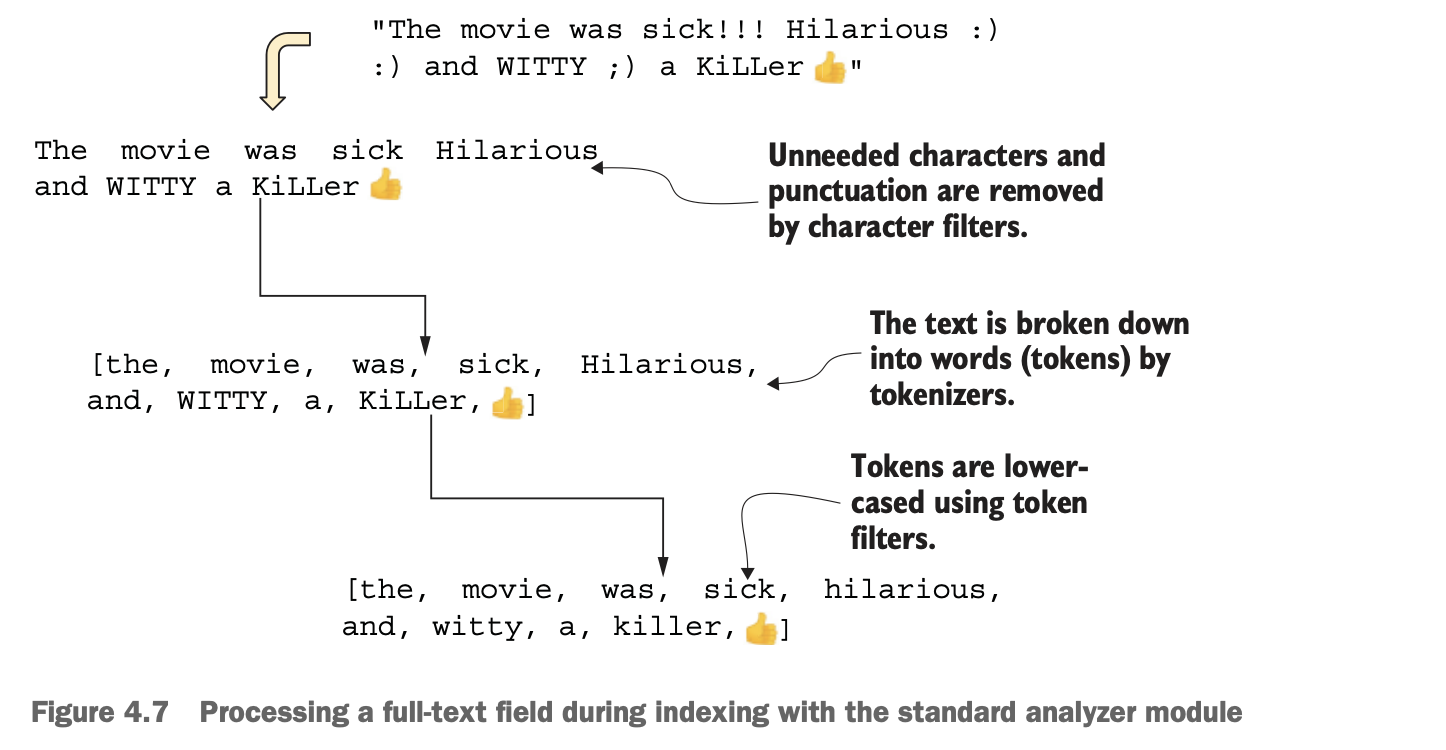 "The movie was sick!!! Hilarious :)
:) and WITTY ;) a KiLLer 👍"
The movie was sick Hilarious
and WITTY a KiLLer 👍
Unneeded characters and
punctuation are removed
by character filters.
The text is broken down
into words (tokens) by
tokenizers.
[the, movie, was, sick, Hilarious,
and, WITTY, a, KiLLer, 👍]
Tokens are lower-
cased using token
filters.
[the, movie, was, sick, hilarious,
and, witty, a, killer, 👍]
Figure 4.7 Processing a full-text field during indexing with the standard analyzer module